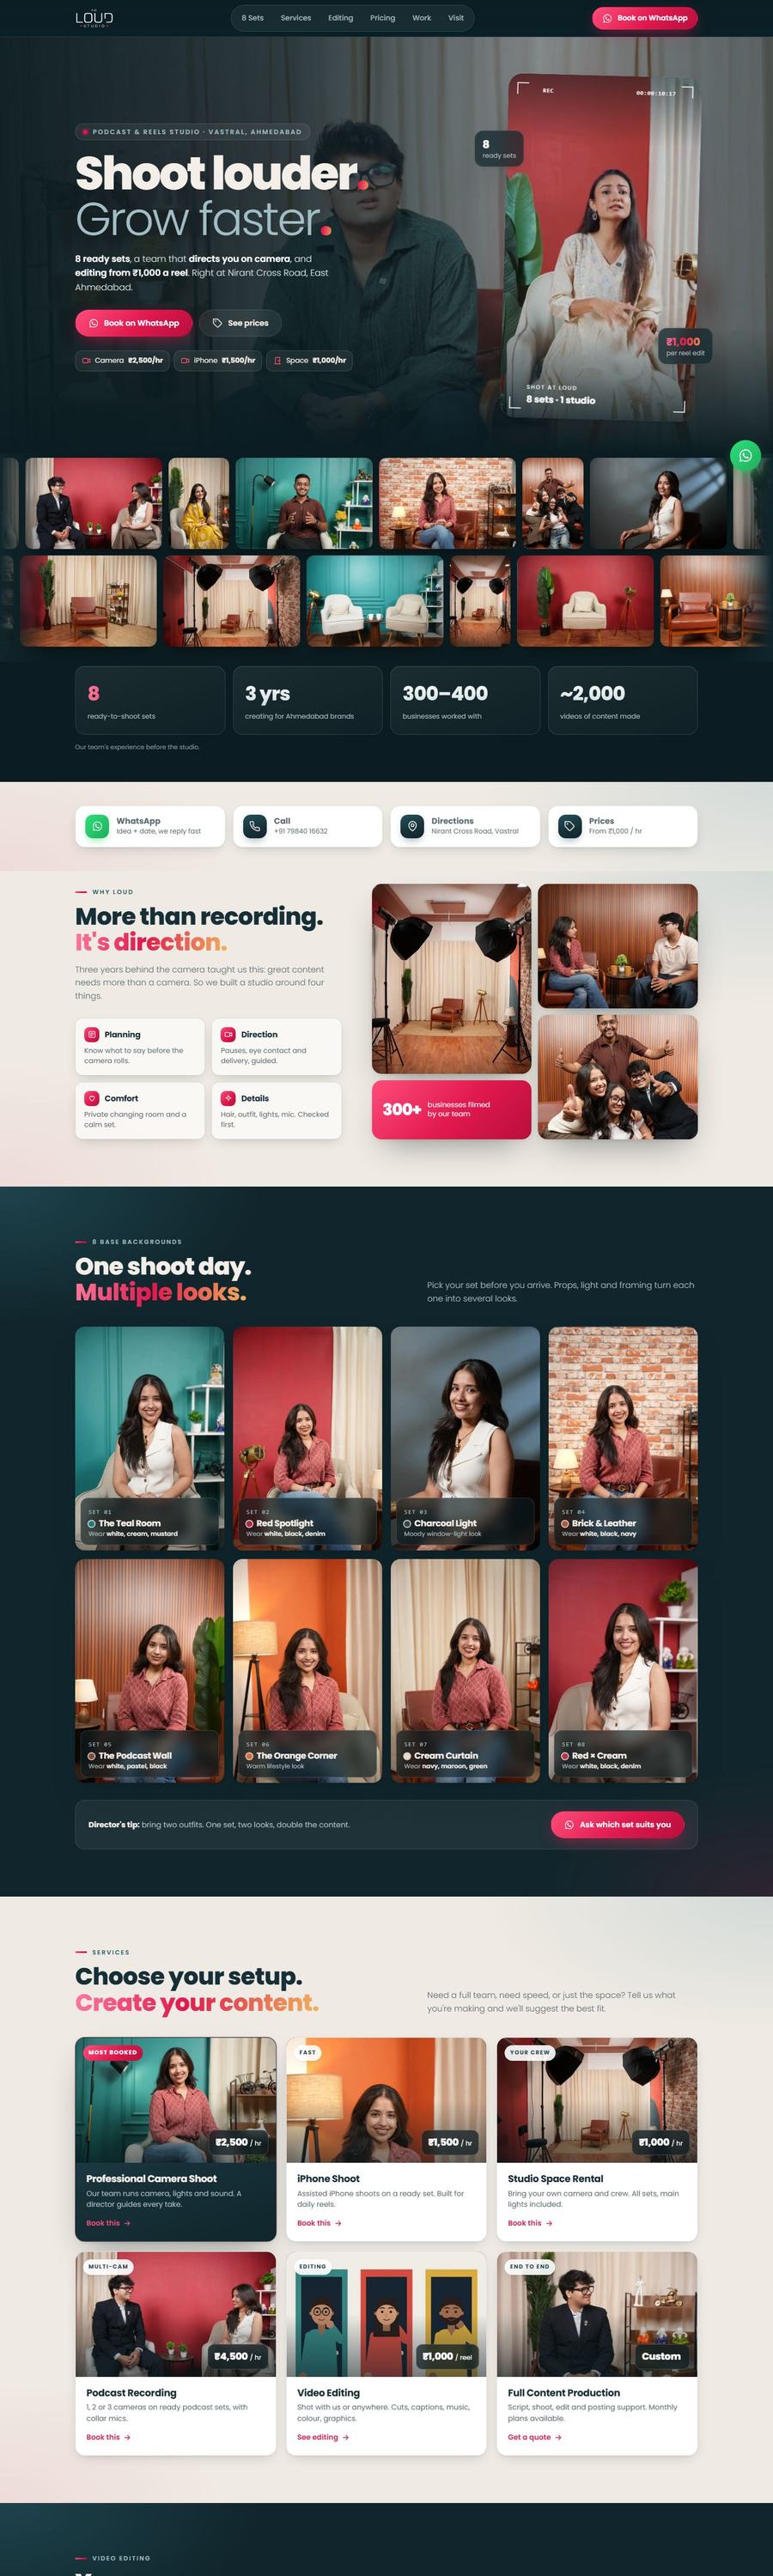 LOUD
STUDIO
8 Sets
Services
Editing
Pricing
Work
Visit
Book on WhatsApp
PODCAST & REELS STUDIO · VASTRAL, AHMEDABAD
Shoot louder.
Grow faster.
8 ready sets, a team that directs you on camera, and
editing from ₹1,000 a reel. Right at Nirant Cross Road, East
Ahmedabad.
Book on WhatsApp
See prices
Camera ₹2,500/hr
iPhone ₹1,500/hr
Space ₹1,000/hr
REC
00:00:10:17
8
ready sets
₹1,000
per reel edit
SHOT AT LOUD
8 sets · 1 studio
8
ready-to-shoot sets
3 yrs
creating for Ahmedabad brands
300–400
businesses worked with
~2,000
videos of content made
Our team's experience before the studio.
WhatsApp
Idea + date, we reply fast
Call
+91 79840 16632
Directions
Nirant Cross Road, Vastral
Prices
From ₹1,000 / hr
WHY LOUD
More than recording.
It's direction.
Three years behind the camera taught us this: great content
needs more than a camera. So we built a studio around four
things.
Planning
Know what to say before the
camera rolls.
Direction
Pauses, eye contact and
delivery, guided.
Comfort
Private changing room and a
calm set.
Details
Hair, outfit, lights, mic. Checked
first.
300+
businesses filmed
by our team
8 BASE BACKGROUNDS
One shoot day.
Multiple looks.
Pick your set before you arrive. Props, light and framing turn each
one into several looks.
SET 01
The Teal Room
Wear white, cream, mustard
SET 02
Red Spotlight
Wear white, black, denim
SET 03
Charcoal Light
Moody window-light look
SET 04
Brick & Leather
Wear white, black, navy
SET 05
The Podcast Wall
Wear white, pastel, black
SET 06
The Orange Corner
Warm lifestyle look
SET 07
Cream Curtain
Wear navy, maroon, green
SET 08
Red × Cream
Wear white, black, denim
Director's tip: bring two outfits. One set, two looks, double the content.
Ask which set suits you
SERVICES
Choose your setup.
Create your content.
Need a full team, need speed, or just the space? Tell us what
you're making and we'll suggest the best fit.
MOST BOOKED
₹2,500 / hr
Professional Camera Shoot
Our team runs camera, lights and sound. A
director guides every take.
Book this →
FAST
₹1,500 / hr
iPhone Shoot
Assisted iPhone shoots on a ready set. Built for
daily reels.
Book this →
YOUR CREW
₹1,000 / hr
Studio Space Rental
Bring your own camera and crew. All sets, main
lights included.
Book this →
MULTI-CAM
₹4,500 / hr
Podcast Recording
1, 2 or 3 cameras on ready podcast sets, with
collar mics.
Book this →
EDITING
₹1,000 / reel
Video Editing
Shot with us or anywhere. Cuts, captions, music,
colour, graphics.
See editing →
END TO END
Custom
Full Content Production
Script, shoot, edit and posting support. Monthly
plans available.
Get a quote →
VIDEO EDITING